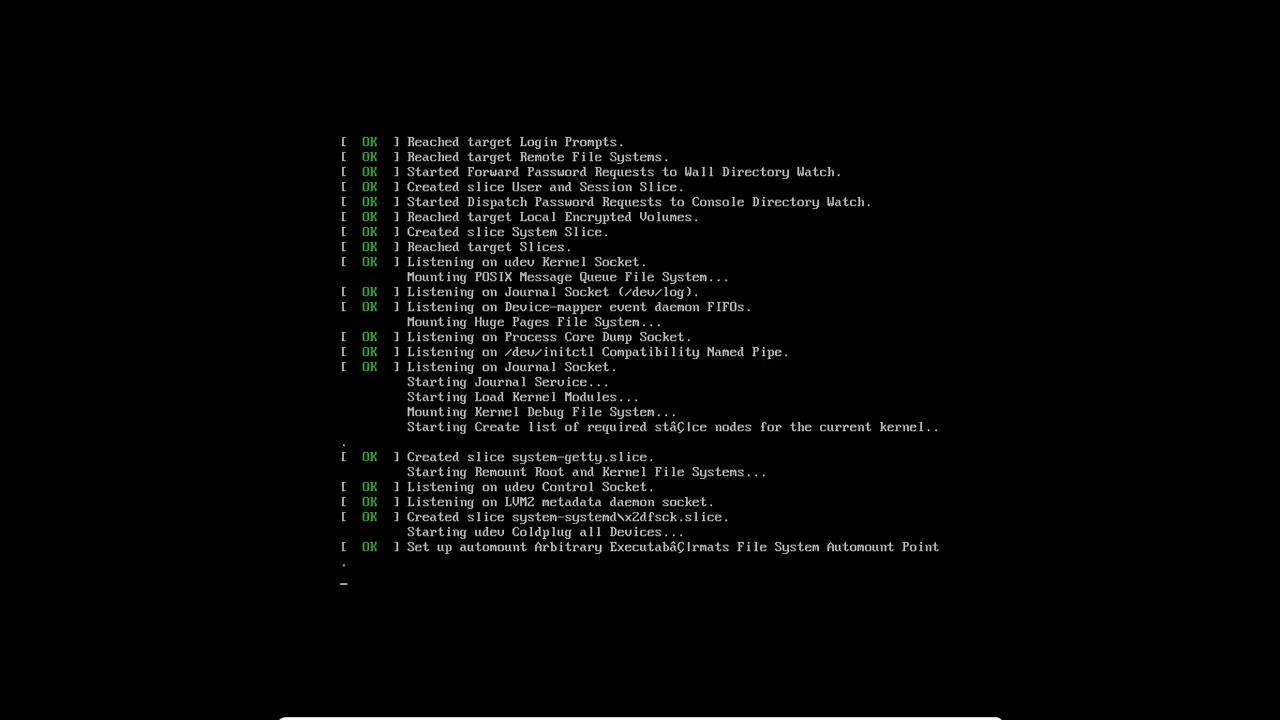 [  OK  ] Reached target Login Prompts.
[  OK  ] Reached target Remote File Systems.
[  OK  ] Started Forward Password Requests to Wall Directory Watch.
[  OK  ] Created slice User and Session Slice.
[  OK  ] Started Dispatch Password Requests to Console Directory Watch.
[  OK  ] Reached target Local Encrypted Volumes.
[  OK  ] Created slice System Slice.
[  OK  ] Reached target Slices.
[  OK  ] Listening on udev Kernel Socket.
         Mounting POSIX Message Queue File System...
[  OK  ] Listening on Journal Socket (/dev/log).
[  OK  ] Listening on Device-mapper event daemon FIFOs.
         Mounting Huge Pages File System...
[  OK  ] Listening on Process Core Dump Socket.
[  OK  ] Listening on /dev/initctl Compatibility Named Pipe.
[  OK  ] Listening on Journal Socket.
         Starting Journal Service...
         Starting Load Kernel Modules...
         Mounting Kernel Debug File System...
         Starting Create list of required stâÇ¦ce nodes for the current kernel..
.
[  OK  ] Created slice system-getty.slice.
         Starting Remount Root and Kernel File Systems...
[  OK  ] Listening on udev Control Socket.
[  OK  ] Listening on LVM2 metadata daemon socket.
[  OK  ] Created slice system-systemd\x2dfsck.slice.
         Starting udev Coldplug all Devices...
[  OK  ] Set up automount Arbitrary ExecutabâÇ¦rmats File System Automount Point
.
_